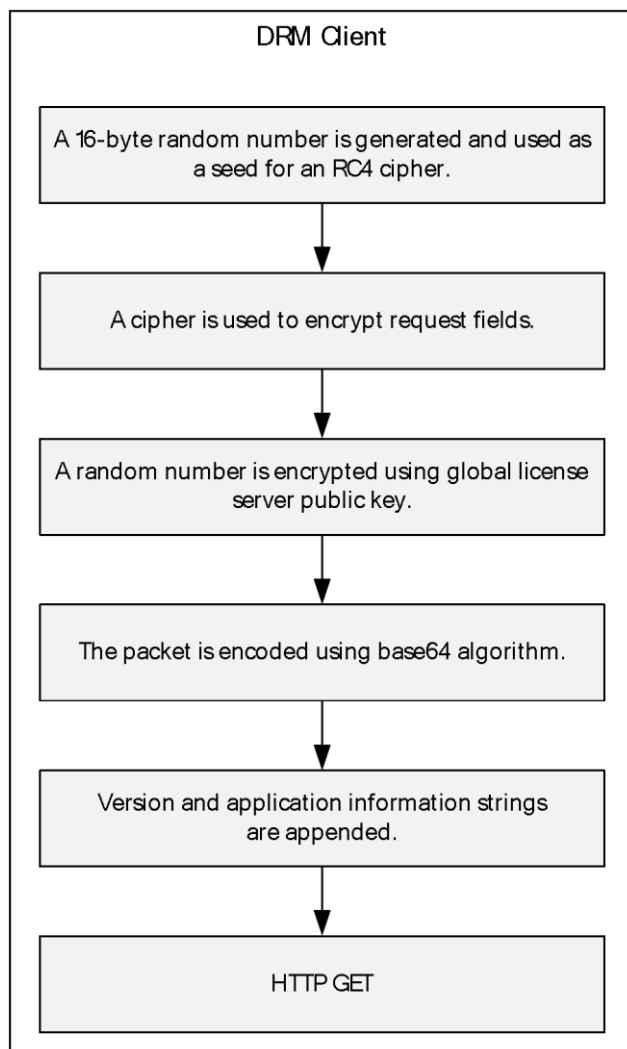 DRM Client
A 16-byte random number is generated and used as
a seed for an RC4 cipher.
A cipher is used to encrypt request fields.
A random number is encrypted using global license
server public key.
The packet is encoded using base64 algorithm.
Version and application information strings
are appended.
HTTP GET